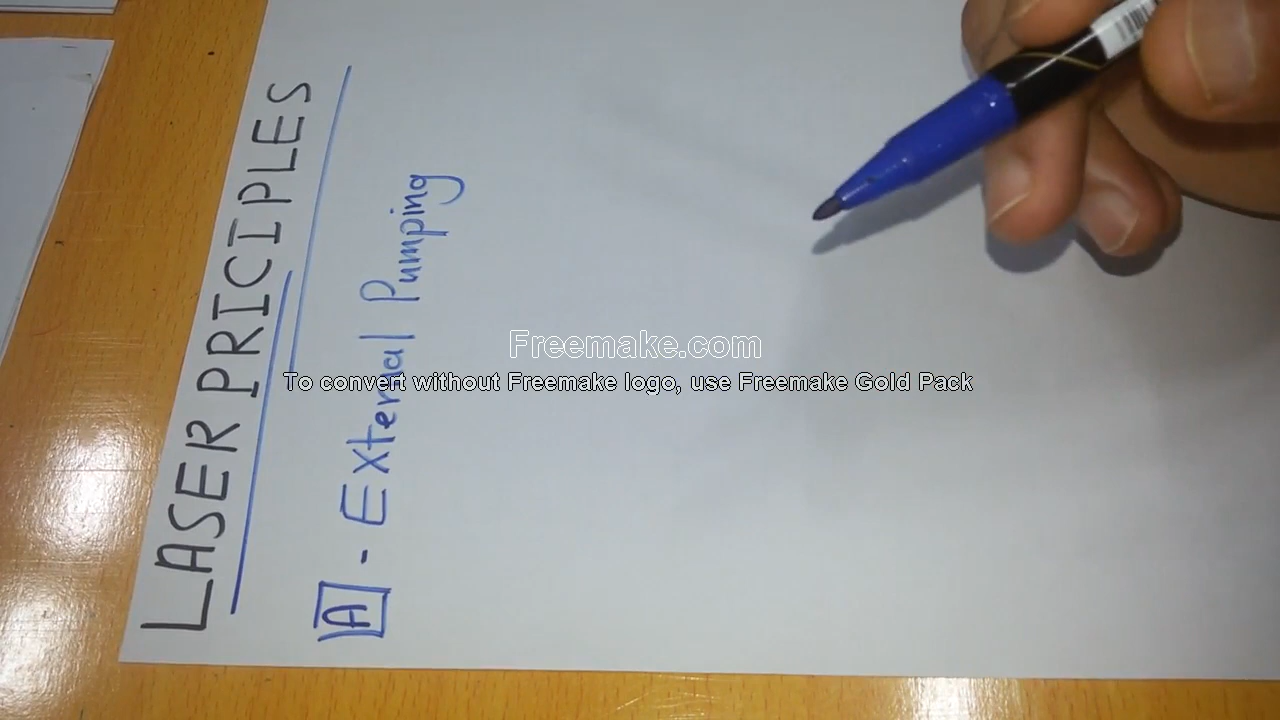 LASER PRICIPLES
A - External Pumping
Freemake.com
To convert without Freemake logo, use Freemake Gold Pack